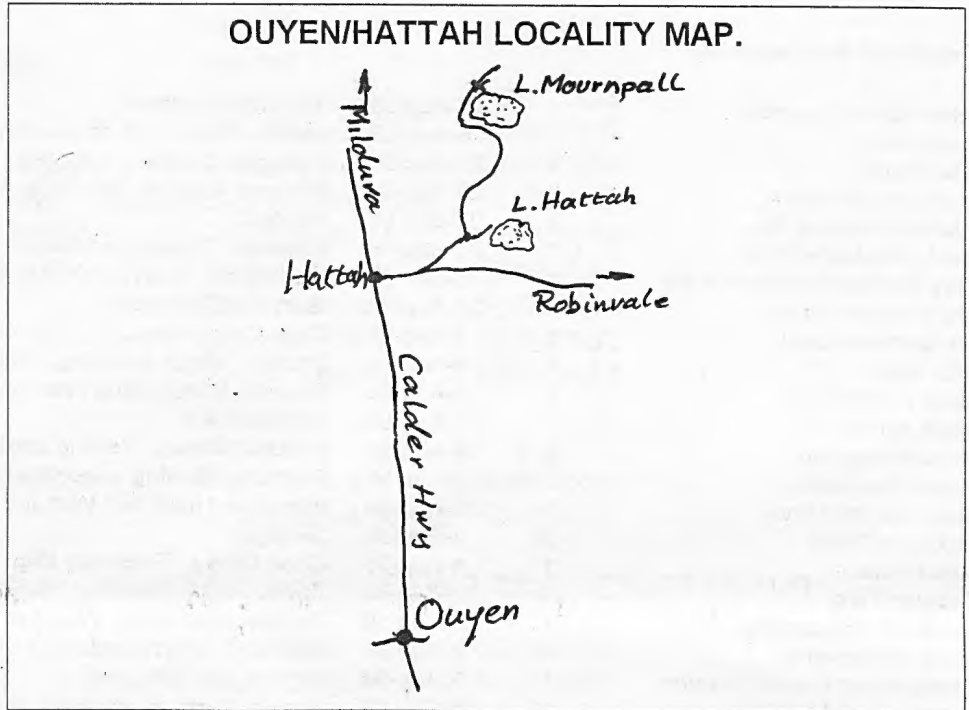 OUYEN/HATTAH LOCALITY MAP.
L.Mournpall
Mildura
L.Hattah
Hattah
Robinvale
Calder Hwy
Ouyen